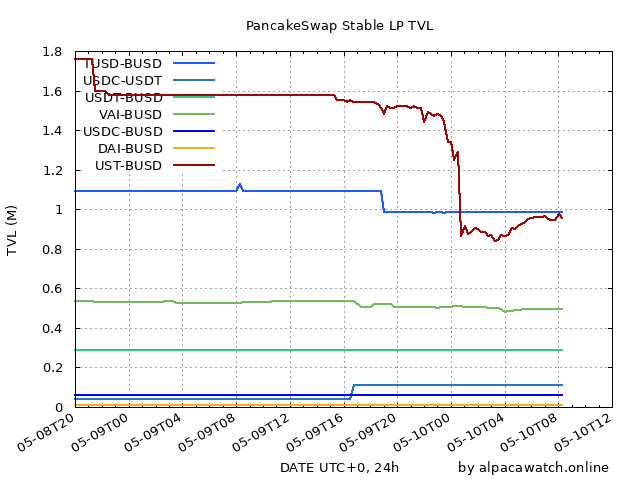 PancakeSwap Stable LP TVL
1.8
1.6
1.4
1.2
1
0.8
0.6
0.4
0.2
0
TVL (M)
TUSD-BUSD
USDC-USDT
USDT-BUSD
VAI-BUSD
USDC-BUSD
DAI-BUSD
UST-BUSD
05-08T20
05-09T00
05-09T04
05-09T08
05-09T12
05-09T16
05-09T20
05-10T00
05-10T04
05-10T08
05-10T12
DATE UTC+0, 24h
by alpacawatch.online